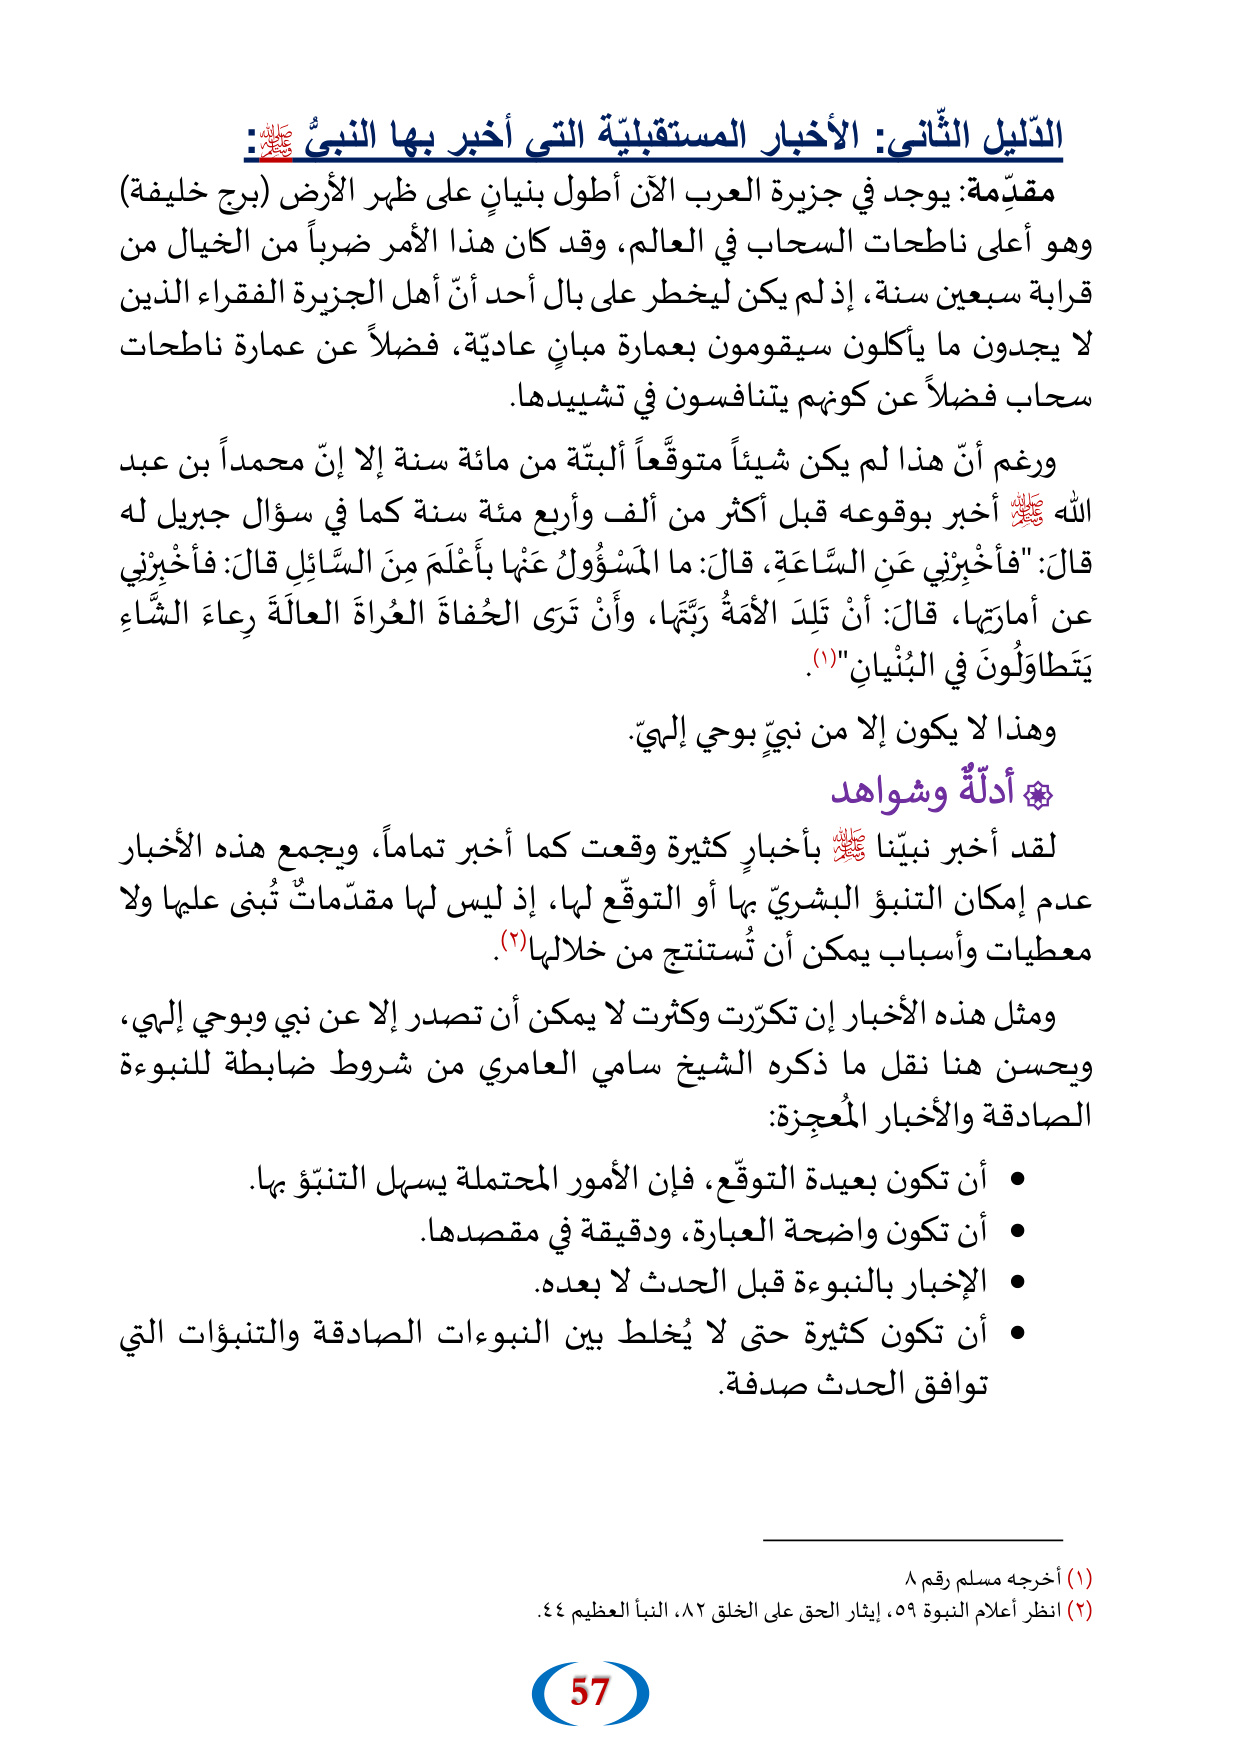 الدّليل الثّاني: الأخبار المستقبليّة التي أخبر بها النبيُّ ﷺ:
مقدِّمة: يوجد في جزيرة العرب الآن أطول بنيانٍ على ظهر الأرض (برج خليفة)
وهو أعلى ناطحات السحاب في العالم، وقد كان هذا الأمر ضرباً من الخيال من
قرابة سبعين سنة، إذ لم يكن ليخطر على بال أحد أنّ أهل الجزيرة الفقراء الذين
لا يجدون ما يأكلون سيقومون بعمارة مبانٍ عاديّة، فضلاً عن عمارة ناطحات
سحاب فضلاً عن كونهم يتنافسون في تشييدها.
ورغم أنّ هذا لم يكن شيئاً متوقَّعاً ألبتّة من مائة سنة إلا إنّ محمداً بن عبد
الله ﷺ أخبر بوقوعه قبل أكثر من ألف وأربع مئة سنة كما في سؤال جبريل له
قالَ: "فأخْبِرْنِي عَنِ السَّاعَةِ، قالَ: ما المَسْؤُولُ عَنْها بأَعْلَمَ مِنَ السَّائِلِ قالَ: فأخْبِرْنِي
عن أمارَتِها، قالَ: أنْ تَلِدَ الأمَةُ رَبَّتَها، وأَنْ تَرَى الحُفاةَ العُراةَ العالَةَ رِعاءَ الشَّاءِ
يَتَطاوَلُونَ في البُنْيانِ"(١).
وهذا لا يكون إلا من نبيٍّ بوحي إلهيّ.
۞ أدلّةٌ وشواهد
لقد أخبر نبيّنا ﷺ بأخبارٍ كثيرة وقعت كما أخبر تماماً، ويجمع هذه الأخبار
عدم إمكان التنبؤ البشريّ بها أو التوقّع لها، إذ ليس لها مقدّماتٌ تُبنى عليها ولا
معطيات وأسباب يمكن أن تُستنتج من خلالها(٢).
ومثل هذه الأخبار إن تكرّرت وكثرت لا يمكن أن تصدر إلا عن نبي وبوحي إلهي،
ويحسن هنا نقل ما ذكره الشيخ سامي العامري من شروط ضابطة للنبوءة
الصادقة والأخبار المُعجِزة:
• أن تكون بعيدة التوقّع، فإن الأمور المحتملة يسهل التنبّؤ بها.
• أن تكون واضحة العبارة، ودقيقة في مقصدها.
• الإخبار بالنبوءة قبل الحدث لا بعده.
• أن تكون كثيرة حتى لا يُخلط بين النبوءات الصادقة والتنبؤات التي
توافق الحدث صدفة.
(١) أخرجه مسلم رقم ٨
(٢) انظر أعلام النبوة ٥٩، إيثار الحق على الخلق ٨٢، النبأ العظيم ٤٤.
57